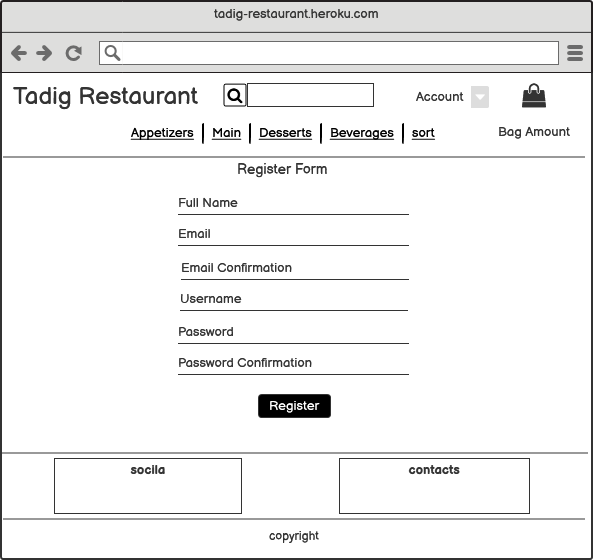 tadig-restaurant.heroku.com
Tadig Restaurant
Account
Appetizers Main Desserts Beverages sort
Bag Amount
Register Form
Full Name
Email
Email Confirmation
Username
Password
Password Confirmation
Register
socila
contacts
copyright